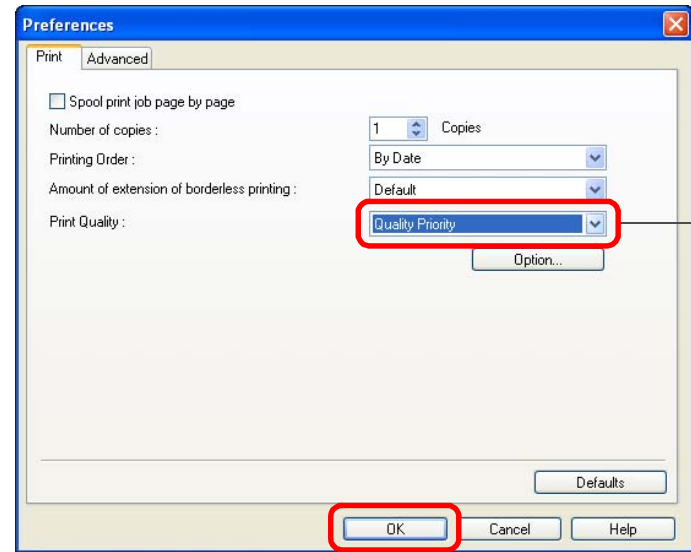 Preferences
Print Advanced
Spool print job page by page
Number of copies : 1 Copies
Printing Order : By Date
Amount of extension of borderless printing : Default
Print Quality : Quality Priority
Option...
Defaults
OK Cancel Help